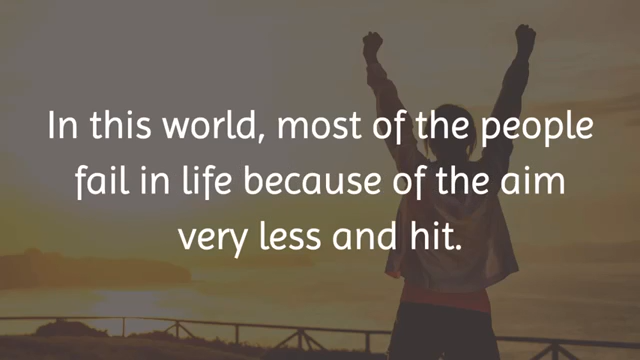 In this world, most of the people
fail in life because of the aim
very less and hit.